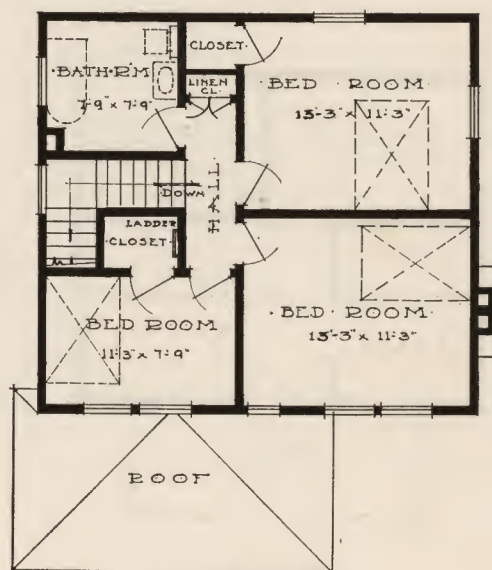 CLOSET
BATH R'M
7'-9" x 7'-9"
LINEN
CL.
BED ROOM
13'-3" x 11'-3"
DOWN
HALL
LADDER
CLOSET
BED ROOM
11'-3" x 7'-9"
BED ROOM
13'-3" x 11'-3"
ROOF